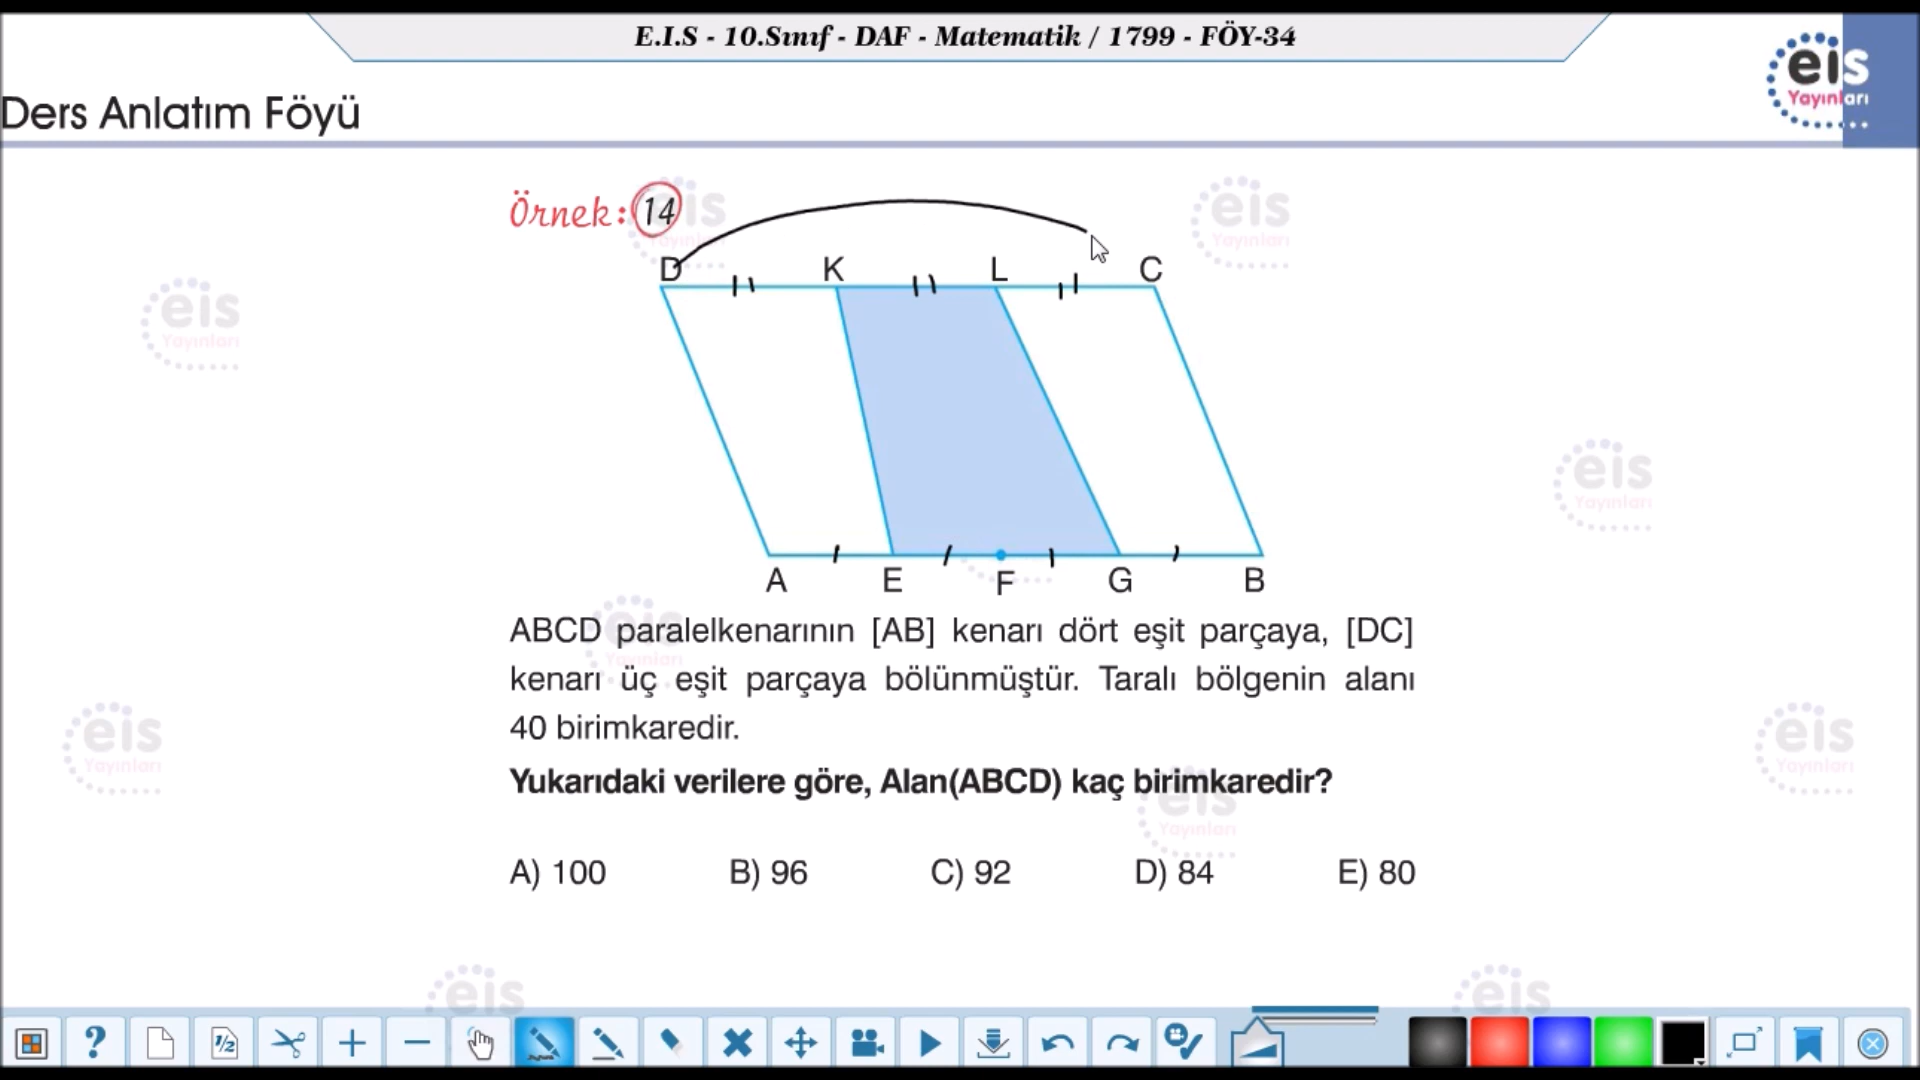 E.I.S - 10.Sınıf - DAF - Matematik / 1799 - FÖY-34
eis
Yayınları
Ders Anlatım Föyü
Örnek: 14
D K L C
A E F G B
ABCD paralelkenarının [AB] kenarı dört eşit parçaya, [DC]
kenarı üç eşit parçaya bölünmüştür. Taralı bölgenin alanı
40 birimkaredir.
Yukarıdaki verilere göre, Alan(ABCD) kaç birimkaredir?
A) 100 B) 96 C) 92 D) 84 E) 80